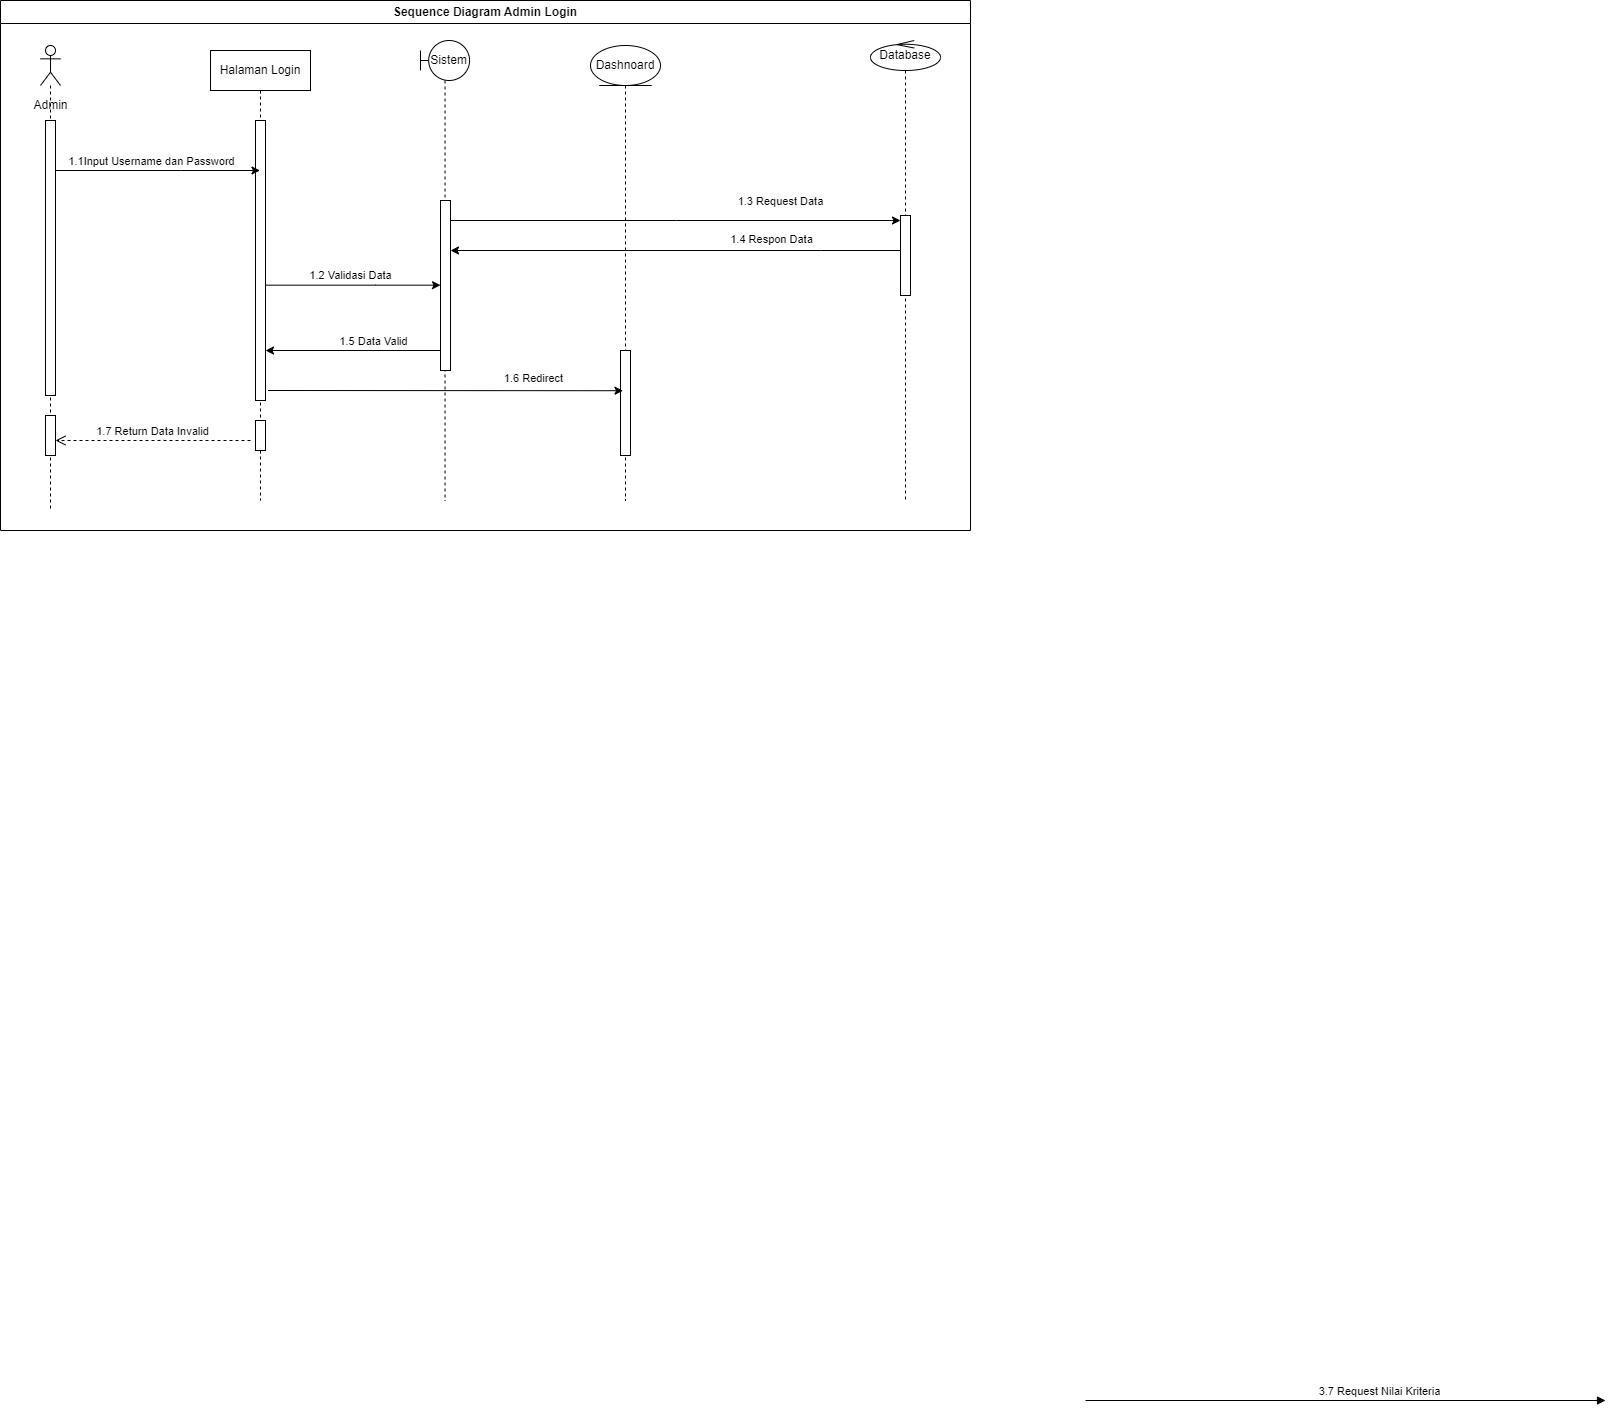 Sequence Diagram Admin Login
Admin
Halaman Login
Sistem
Dashnoard
Database
1.1Input Username dan Password
1.3 Request Data
1.4 Respon Data
1.2 Validasi Data
1.5 Data Valid
1.6 Redirect
1.7 Return Data Invalid
3.7 Request Nilai Kriteria